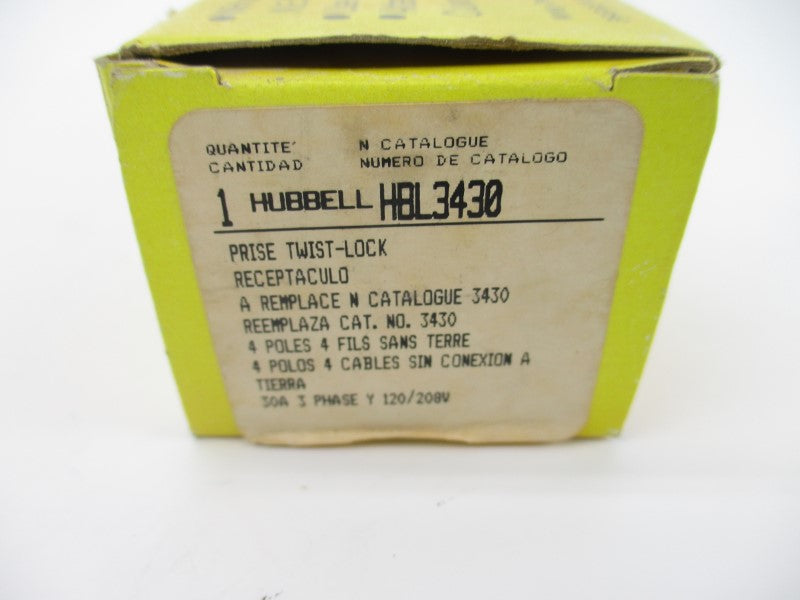 QUANTITE' N CATALOGUE
CANTIDAD NUMERO DE CATALOGO
1 HUBBELL HBL3430
PRISE TWIST-LOCK
RECEPTACULO
A REMPLACE N CATALOGUE 3430
REEMPLAZA CAT. NO. 3430
4 POLES 4 FILS SANS TERRE
4 POLOS 4 CABLES SIN CONEXION A
TIERRA
30A 3 PHASE Y 120/208V